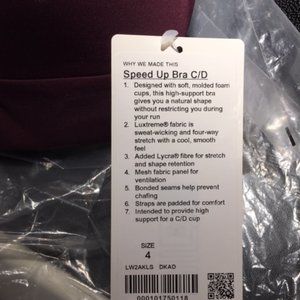 WHY WE MADE THIS
Speed Up Bra C/D
1. Designed with soft, molded foam
cups, this high-support bra
gives you a natural shape
without restricting you during
your run
2. Luxtreme® fabric is
sweat-wicking and four-way
stretch with a cool, smooth
feel
3. Added Lycra® fibre for stretch
and shape retention
4. Mesh fabric panel for
ventilation
5. Bonded seams help prevent
chafing
6. Straps are padded for comfort
7. Intended to provide high
support for a C/D cup
SIZE
4
LW2AKLS DKAD
000101750118